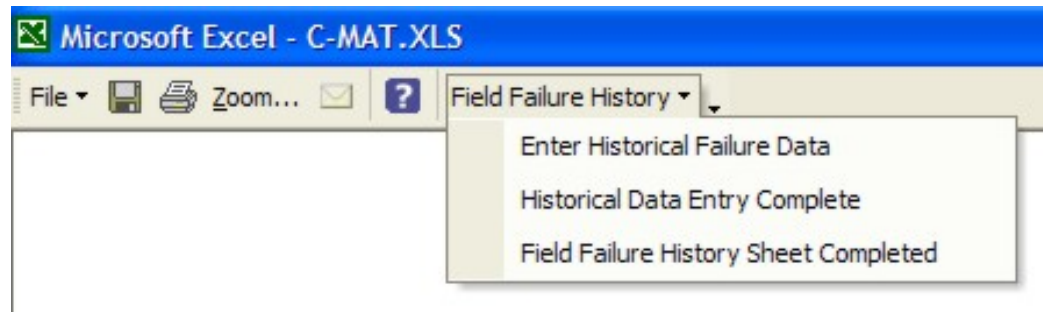 Microsoft Excel - C-MAT.XLS
File Zoom... ? Field Failure History
Enter Historical Failure Data
Historical Data Entry Complete
Field Failure History Sheet Completed